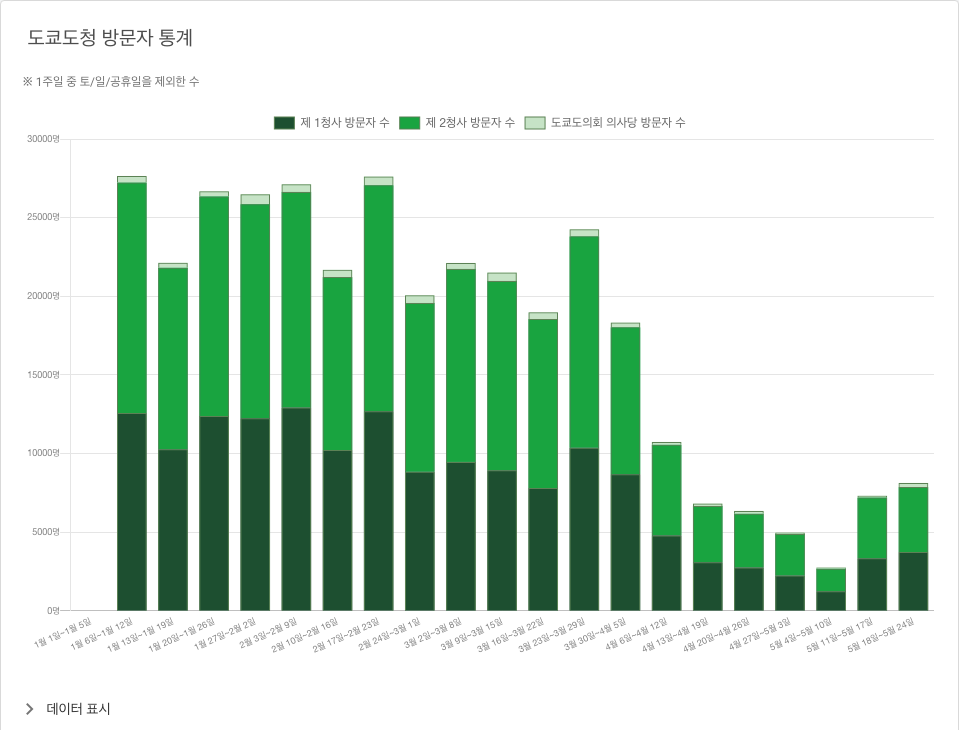 도쿄도청 방문자 통계
※ 1주일 중 토/일/공휴일을 제외한 수
제 1청사 방문자 수 제 2청사 방문자 수 도쿄도의회 의사당 방문자 수
30000명
25000명
20000명
15000명
10000명
5000명
0명
1월 1일~1월 5일
1월 6일~1월 12일
1월 13일~1월 19일
1월 20일~1월 26일
1월 27일~2월 2일
2월 3일~2월 9일
2월 10일~2월 16일
2월 17일~2월 23일
2월 24일~3월 1일
3월 2일~3월 8일
3월 9일~3월 15일
3월 16일~3월 22일
3월 23일~3월 29일
3월 30일~4월 5일
4월 6일~4월 12일
4월 13일~4월 19일
4월 20일~4월 26일
4월 27일~5월 3일
5월 4일~5월 10일
5월 11일~5월 17일
5월 18일~5월 24일
데이터 표시